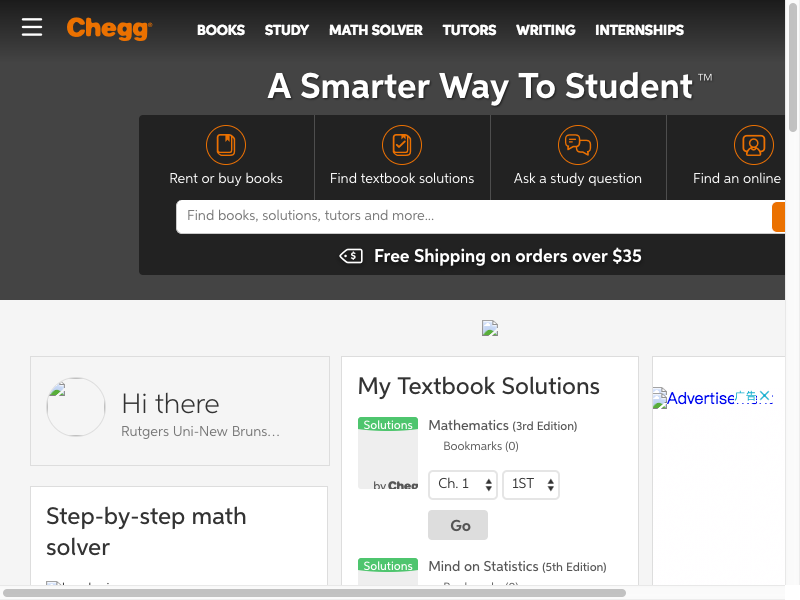 Chegg
BOOKS STUDY MATH SOLVER TUTORS WRITING INTERNSHIPS
A Smarter Way To Student™
Rent or buy books
Find textbook solutions
Ask a study question
Find an online
Find books, solutions, tutors and more...
Free Shipping on orders over $35
Hi there
Rutgers Uni-New Bruns...
Step-by-step math
solver
My Textbook Solutions
Solutions
Mathematics (3rd Edition)
Bookmarks (0)
by Chegg
Ch. 1 1ST
Go
Solutions
Mind on Statistics (5th Edition)
Advertise
广告